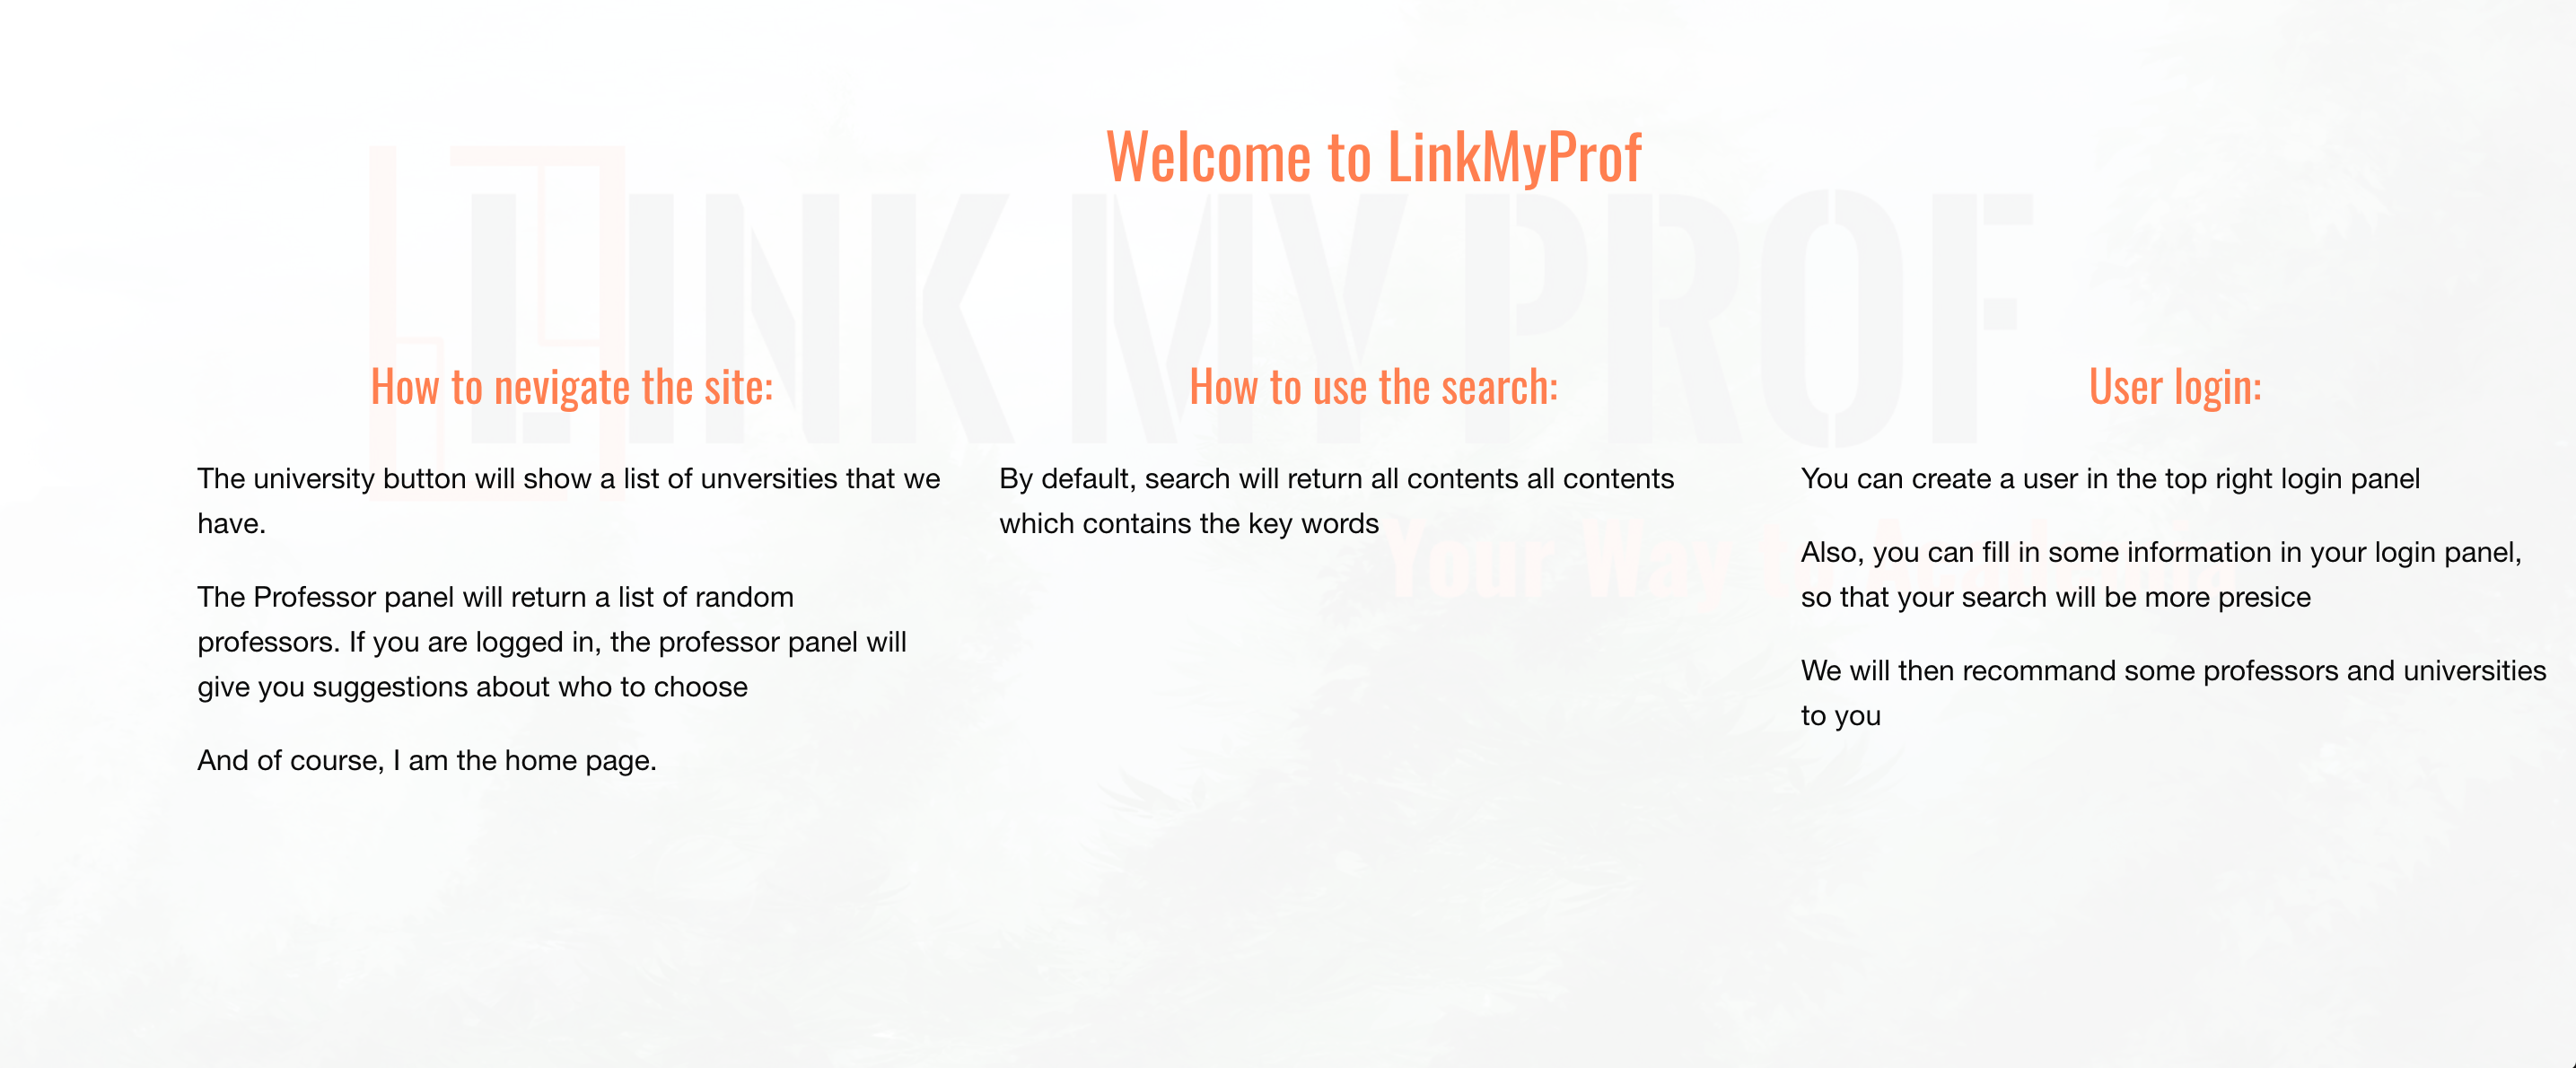 Welcome to LinkMyProf
LINK MY PROF
How to nevigate the site:
The university button will show a list of unversities that we
have.
The Professor panel will return a list of random
professors. If you are logged in, the professor panel will
give you suggestions about who to choose
And of course, I am the home page.
How to use the search:
By default, search will return all contents all contents
which contains the key words
User login:
You can create a user in the top right login panel
Also, you can fill in some information in your login panel,
so that your search will be more presice
We will then recommand some professors and universities
to you
Your Way